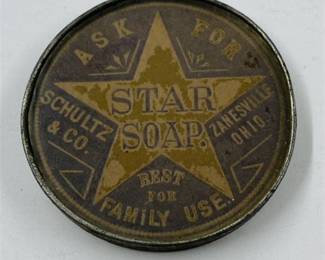 ASK FOR
SCHULTZ
& CO.
STAR
SOAP.
ZANESVILLE
OHIO.
BEST
FOR
FAMILY USE.